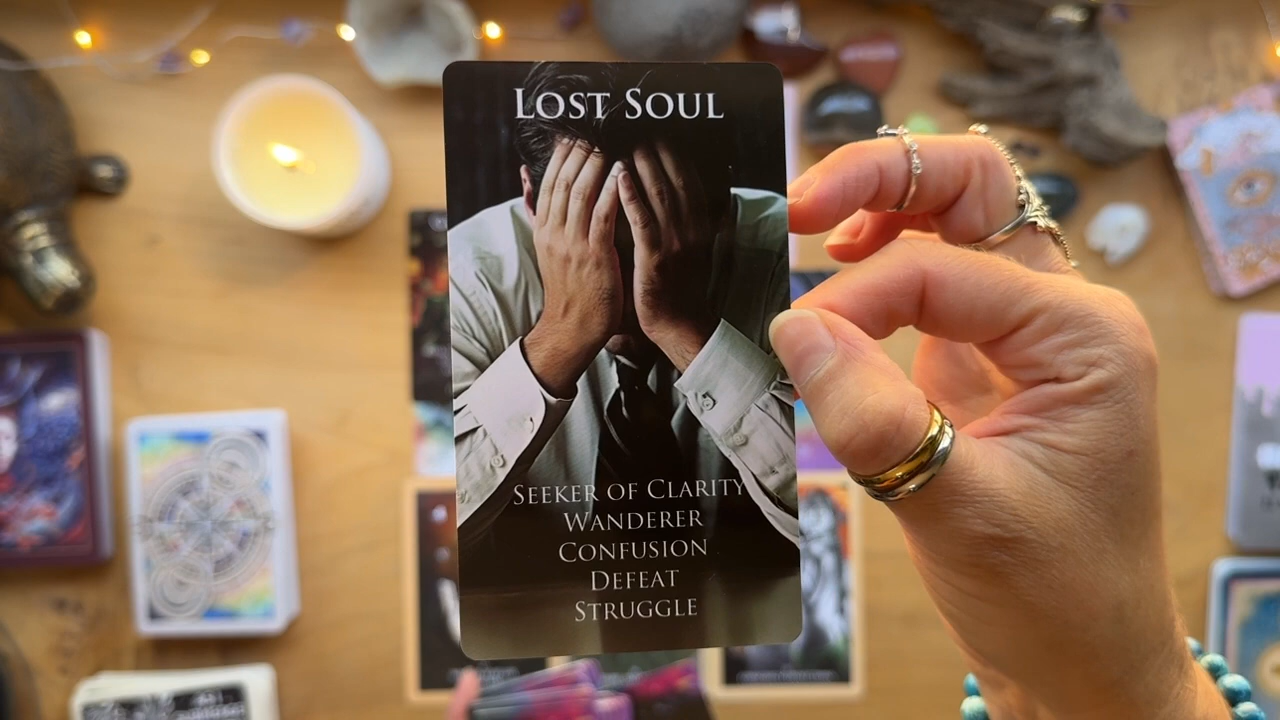 LOST SOUL
SEEKER OF CLARITY
WANDERER
CONFUSION
DEFEAT
STRUGGLE